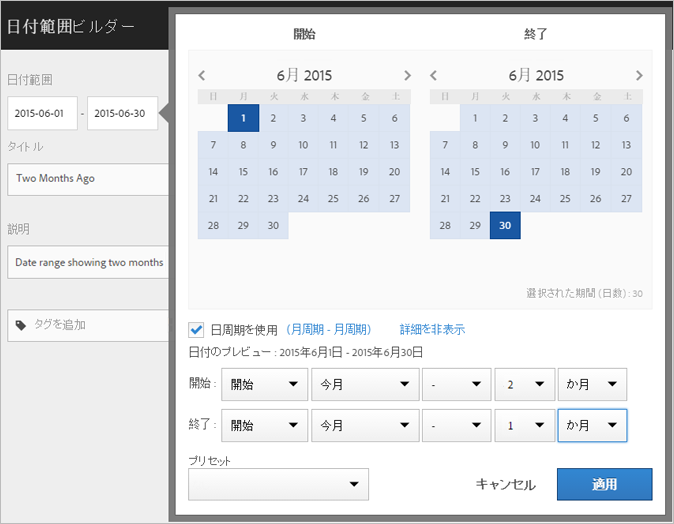 日付範囲ビルダー
日付範囲
2015-06-01 - 2015-06-30
タイトル
Two Months Ago
説明
Date range showing two months
タグを追加
開始
6月 2015
日 月 火 水 木 金 土
1 2 3 4 5 6
7 8 9 10 11 12 13
14 15 16 17 18 19 20
21 22 23 24 25 26 27
28 29 30
終了
6月 2015
日 月 火 水 木 金 土
1 2 3 4 5 6
7 8 9 10 11 12 13
14 15 16 17 18 19 20
21 22 23 24 25 26 27
28 29 30
選択された期間 (日数) : 30
日周期を使用 (月周期 - 月周期) 詳細を非表示
日付のプレビュー : 2015年6月1日 - 2015年6月30日
開始 : 開始 今月 - 2 か月
終了 : 開始 今月 - 1 か月
プリセット
キャンセル 適用